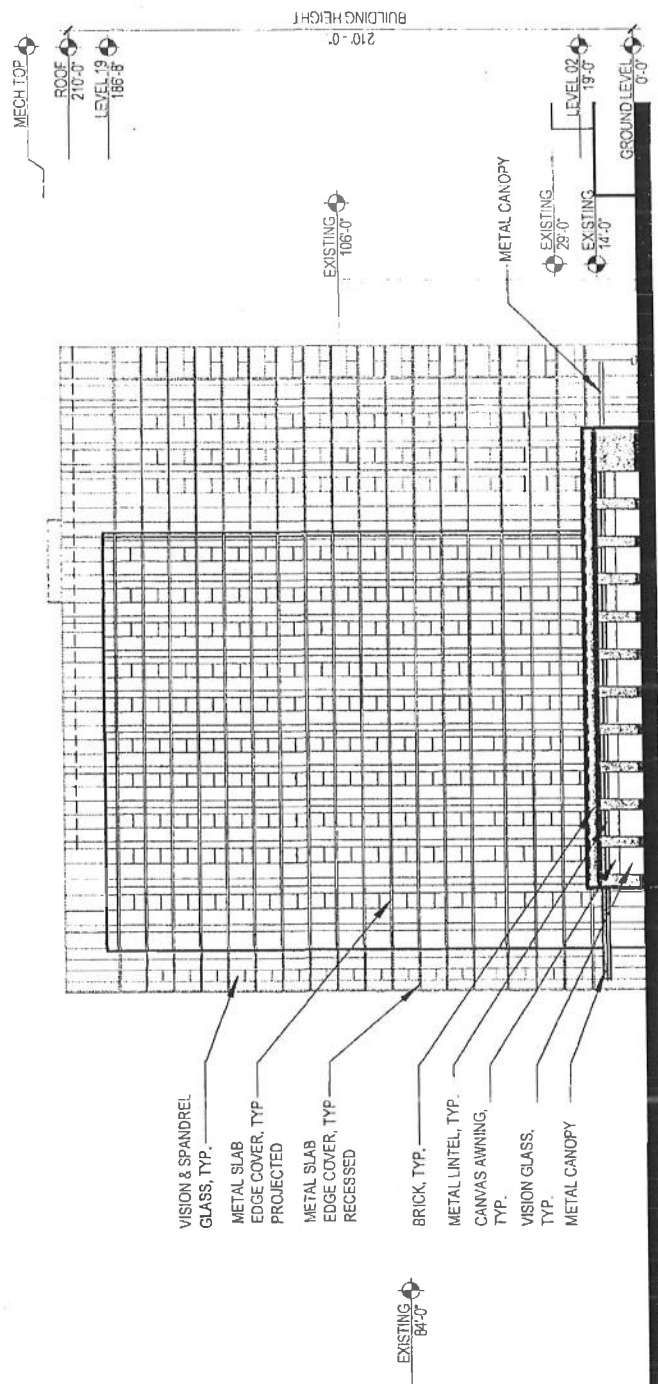 MECH TOP
ROOF
210'-0"
LEVEL 19
186'-8"
BUILDING HEIGHT
210'-0"
LEVEL 02
19'-0"
GROUND LEVEL
0'-0"
EXISTING
106'-0"
METAL CANOPY
EXISTING
29'-0"
EXISTING
14'-0"
VISION & SPANDREL
GLASS, TYP.
METAL SLAB
EDGE COVER, TYP
PROJECTED
METAL SLAB
EDGE COVER, TYP
RECESSED
BRICK, TYP.
METAL LINTEL, TYP.
CANVAS AWNING,
TYP.
VISION GLASS,
TYP.
METAL CANOPY
EXISTING
84'-0"